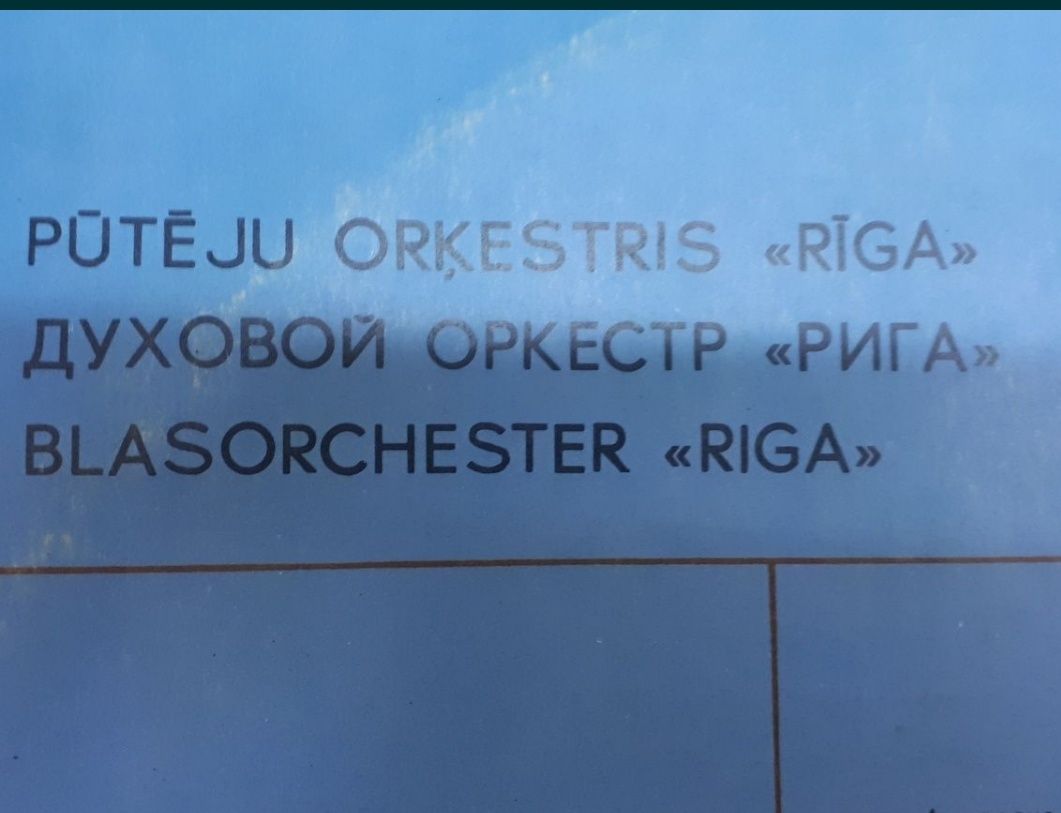 PŪTĒJU ORĶESTRIS «RĪGA»
ДУХОВОЙ ОРКЕСТР «РИГА»
BLASORCHESTER «RIGA»